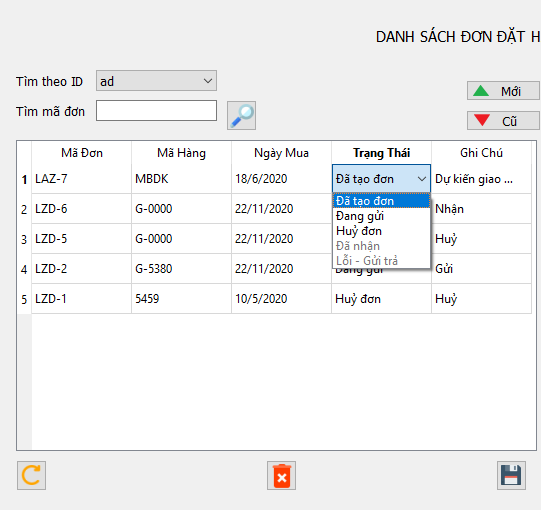 DANH SÁCH ĐƠN ĐẶT H
Tìm theo ID ad
Mới
Tìm mã đơn
Cũ
Mã Đơn Mã Hàng Ngày Mua Trạng Thái Ghi Chú
1 LAZ-7 MBDK 18/6/2020 Đã tạo đơn Dự kiến giao ...
Đã tạo đơn
2 LZD-6 G-0000 22/11/2020 Đang gửi Nhận
Huỷ đơn
3 LZD-5 G-0000 22/11/2020 Đã nhận Huỷ
Lỗi - Gửi trả
4 LZD-2 G-5380 22/11/2020 Đang gửi Gửi
5 LZD-1 5459 10/5/2020 Huỷ đơn Huỷ